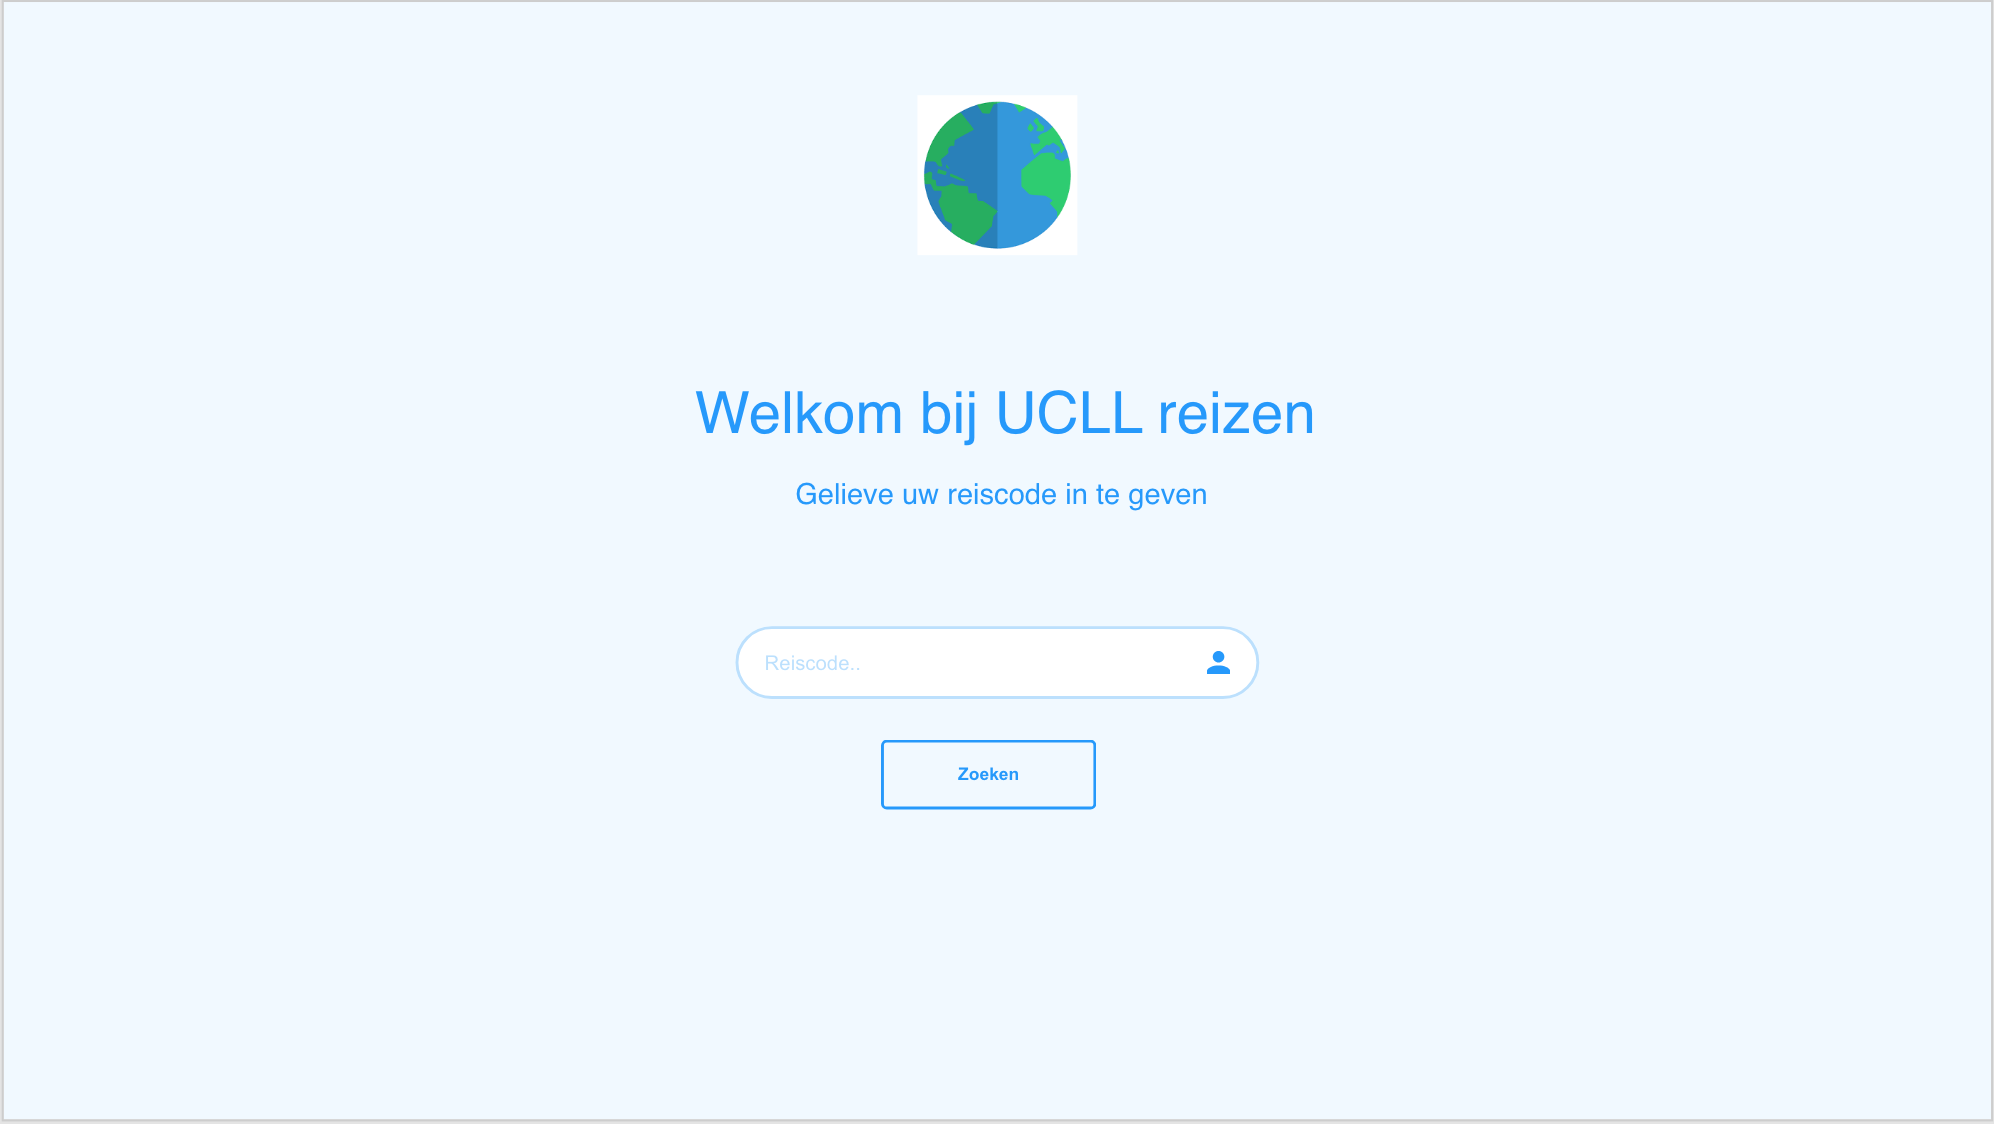 Welkom bij UCLL reizen
Gelieve uw reiscode in te geven
Reiscode..
Zoeken